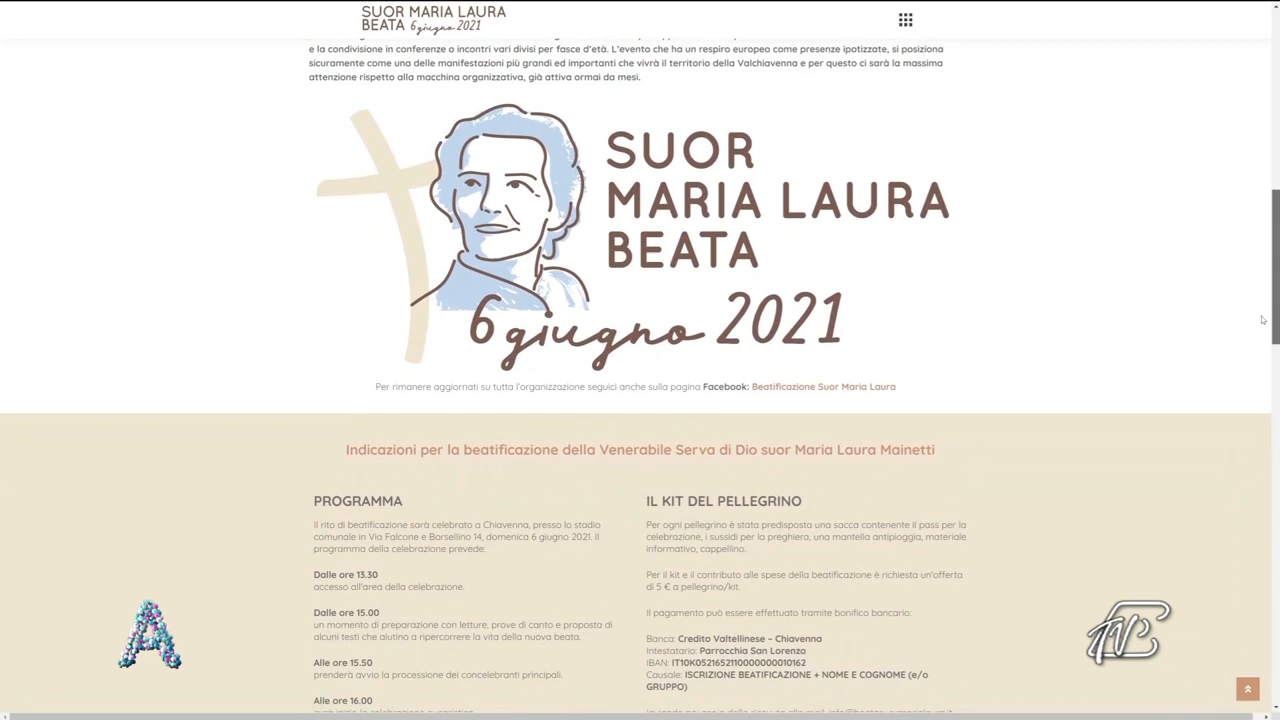 SUOR MARIA LAURA
BEATA 6 giugno 2021
e la condivisione in conferenze o incontri vari divisi per fasce d'età. L'evento che ha un respiro europeo come presenze ipotizzate, si posiziona
sicuramente come una delle manifestazioni più grandi ed importanti che vivrà il territorio della Valchiavenna e per questo ci sarà la massima
attenzione rispetto alla macchina organizzativa, già attiva ormai da mesi.
SUOR
MARIA LAURA
BEATA
6 giugno 2021
Per rimanere aggiornati su tutta l'organizzazione seguici anche sulla pagina Facebook: Beatificazione Suor Maria Laura
Indicazioni per la beatificazione della Venerabile Serva di Dio suor Maria Laura Mainetti
PROGRAMMA
Il rito di beatificazione sarà celebrato a Chiavenna, presso lo stadio
comunale in Via Falcone e Borsellino 14, domenica 6 giugno 2021. Il
programma della celebrazione prevede:
Dalle ore 13.30
accesso all'area della celebrazione.
Dalle ore 15.00
un momento di preparazione con letture, prove di canto e proposta di
alcuni testi che aiutino a ripercorrere la vita della nuova beata.
Alle ore 15.50
prenderà avvio la processione dei concelebranti principali.
Alle ore 16.00
IL KIT DEL PELLEGRINO
Per ogni pellegrino è stata predisposta una sacca contenente il pass per la
celebrazione, i sussidi per la preghiera, una mantella antipioggia, materiale
informativo, cappellino.
Per il kit e il contributo alle spese della beatificazione è richiesta un'offerta
di 5 € a pellegrino/kit.
Il pagamento può essere effettuato tramite bonifico bancario:
Banca: Credito Valtellinese – Chiavenna
Intestatario: Parrocchia San Lorenzo
IBAN: IT10K0521652110000000010162
Causale: ISCRIZIONE BEATIFICAZIONE + NOME E COGNOME (e/o
GRUPPO)
A